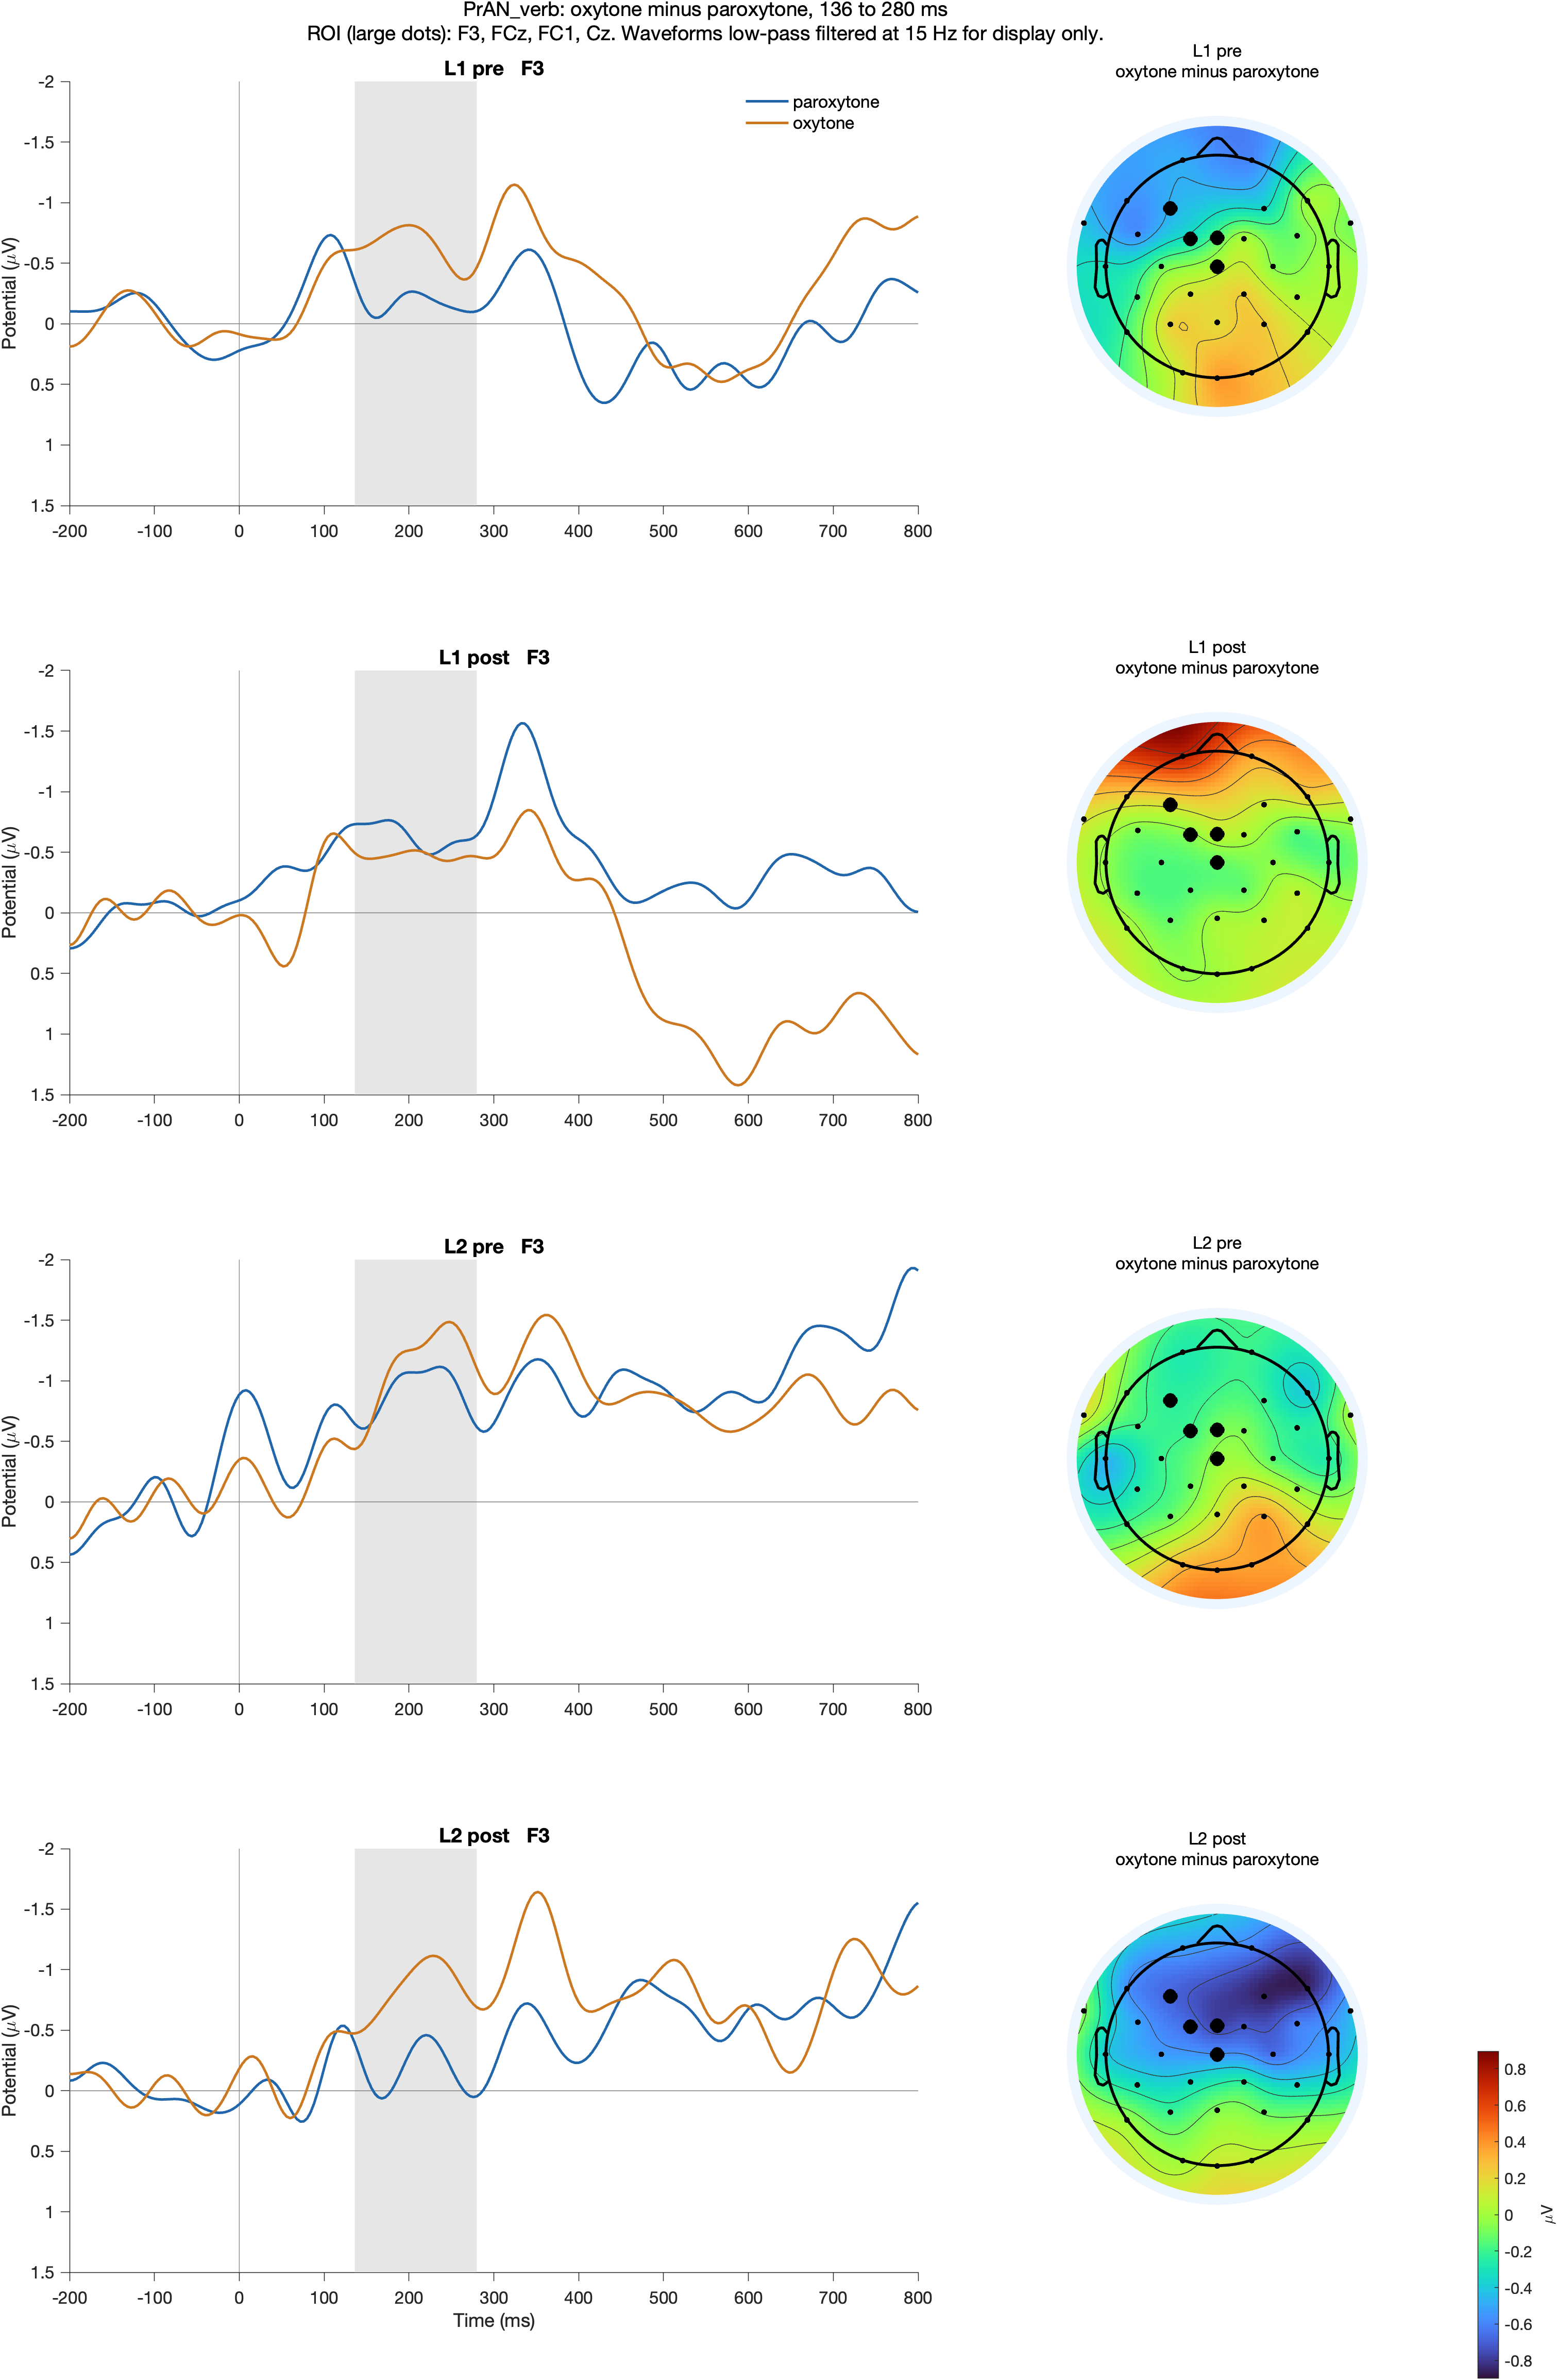 PrAN_verb: oxytone minus paroxytone, 136 to 280 ms
ROI (large dots): F3, FCz, FC1, Cz. Waveforms low-pass filtered at 15 Hz for display only.
L1 pre F3
-2
-1.5
-1
-0.5
0
0.5
1
1.5
Potential (μV)
paroxytone
oxytone
-200 -100 0 100 200 300 400 500 600 700 800
L1 pre
oxytone minus paroxytone
L1 post F3
-2
-1.5
-1
-0.5
0
0.5
1
1.5
Potential (μV)
-200 -100 0 100 200 300 400 500 600 700 800
L1 post
oxytone minus paroxytone
L2 pre F3
-2
-1.5
-1
-0.5
0
0.5
1
1.5
Potential (μV)
-200 -100 0 100 200 300 400 500 600 700 800
L2 pre
oxytone minus paroxytone
L2 post F3
-2
-1.5
-1
-0.5
0
0.5
1
1.5
Potential (μV)
-200 -100 0 100 200 300 400 500 600 700 800
Time (ms)
L2 post
oxytone minus paroxytone
0.8
0.6
0.4
0.2
0
-0.2
-0.4
-0.6
-0.8
μV